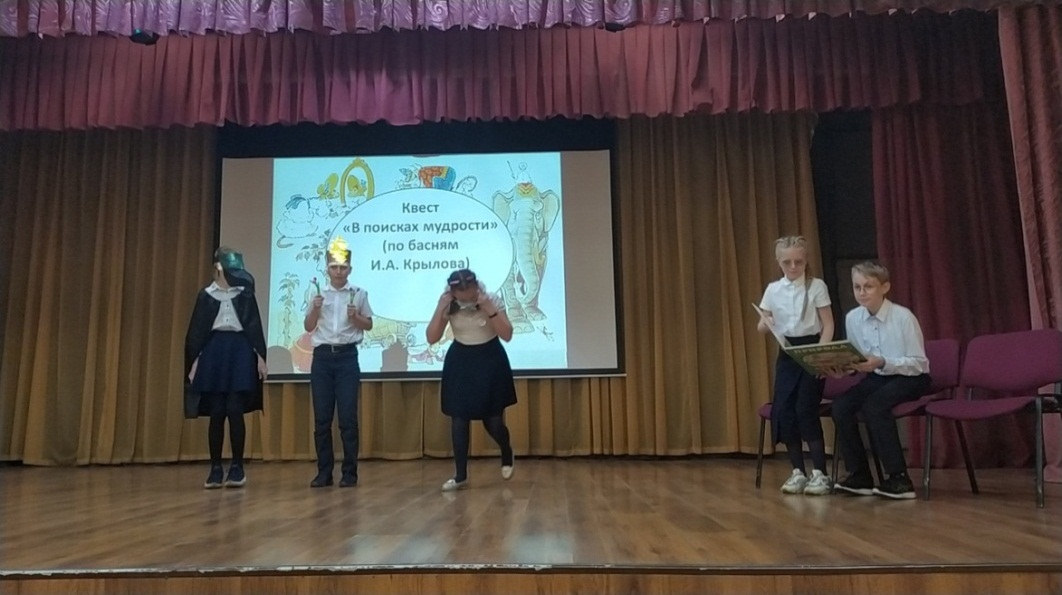 Квест
«В поисках мудрости»
(по басням
И.А. Крылова)